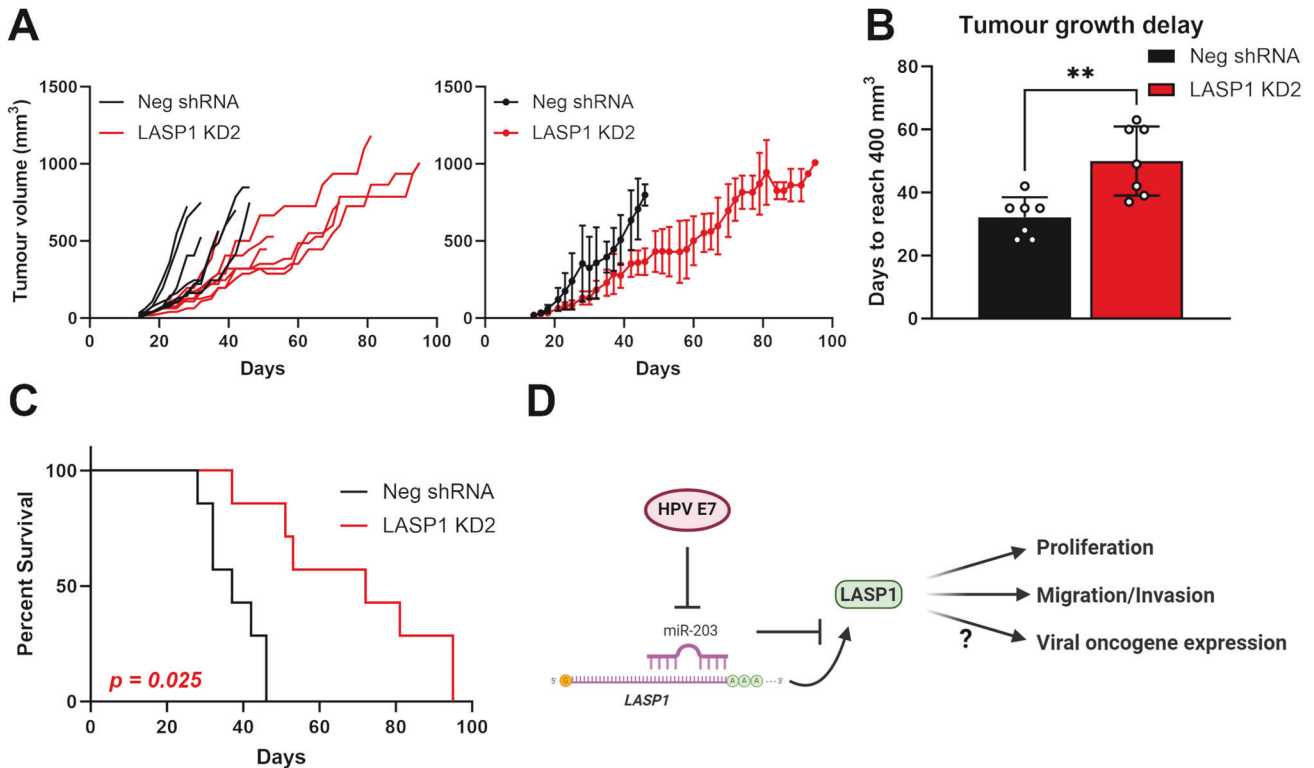 A
Tumour volume (mm³)
1500
1000
500
0
Neg shRNA
LASP1 KD2
0 20 40 60 80 100
Days
1500
1000
500
0
Neg shRNA
LASP1 KD2
0 20 40 60 80 100
Days
B
Tumour growth delay
Neg shRNA
LASP1 KD2
**
Days to reach 400 mm³
80
60
40
20
0
C
Percent Survival
100
50
0
Neg shRNA
LASP1 KD2
p = 0.025
0 20 40 60 80 100
Days
D
HPV E7
miR-203
5' G A A A 3'
LASP1
LASP1
Proliferation
Migration/Invasion
?
Viral oncogene expression